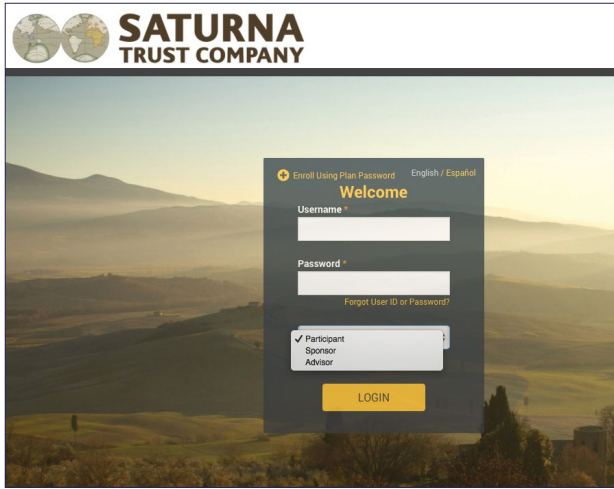 SATURNA
TRUST COMPANY
Enroll Using Plan Password
English / Español
Welcome
Username *
Password *
Forgot User ID or Password?
✓ Participant
Sponsor
Advisor
LOGIN